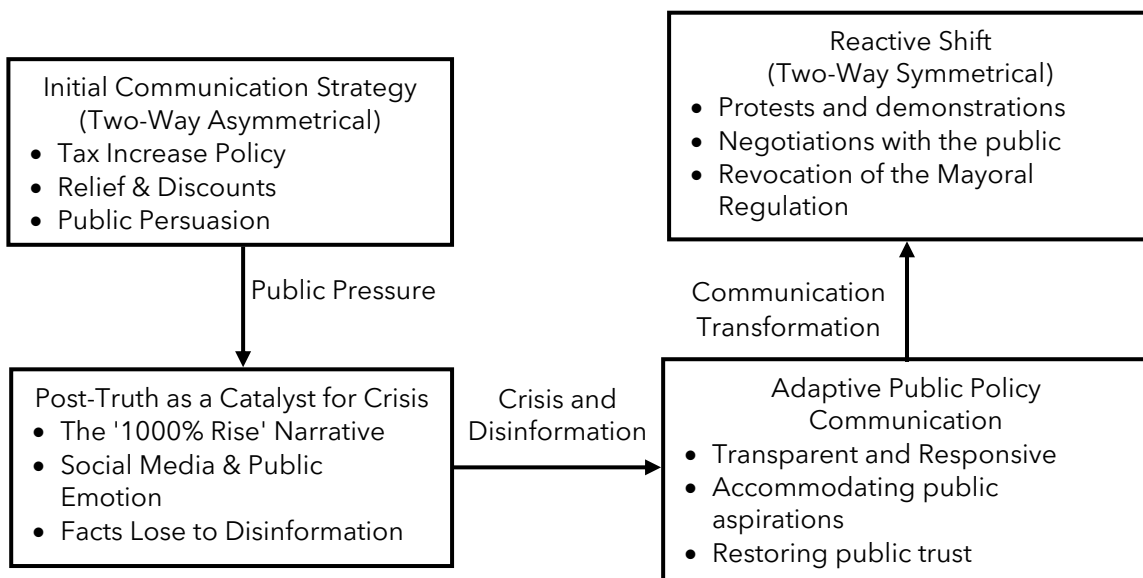 Initial Communication Strategy
(Two-Way Asymmetrical)
• Tax Increase Policy
• Relief & Discounts
• Public Persuasion
Public Pressure
Post-Truth as a Catalyst for Crisis
• The '1000% Rise' Narrative
• Social Media & Public
Emotion
• Facts Lose to Disinformation
Crisis and
Disinformation
Adaptive Public Policy
Communication
• Transparent and Responsive
• Accommodating public
aspirations
• Restoring public trust
Communication
Transformation
Reactive Shift
(Two-Way Symmetrical)
• Protests and demonstrations
• Negotiations with the public
• Revocation of the Mayoral
Regulation